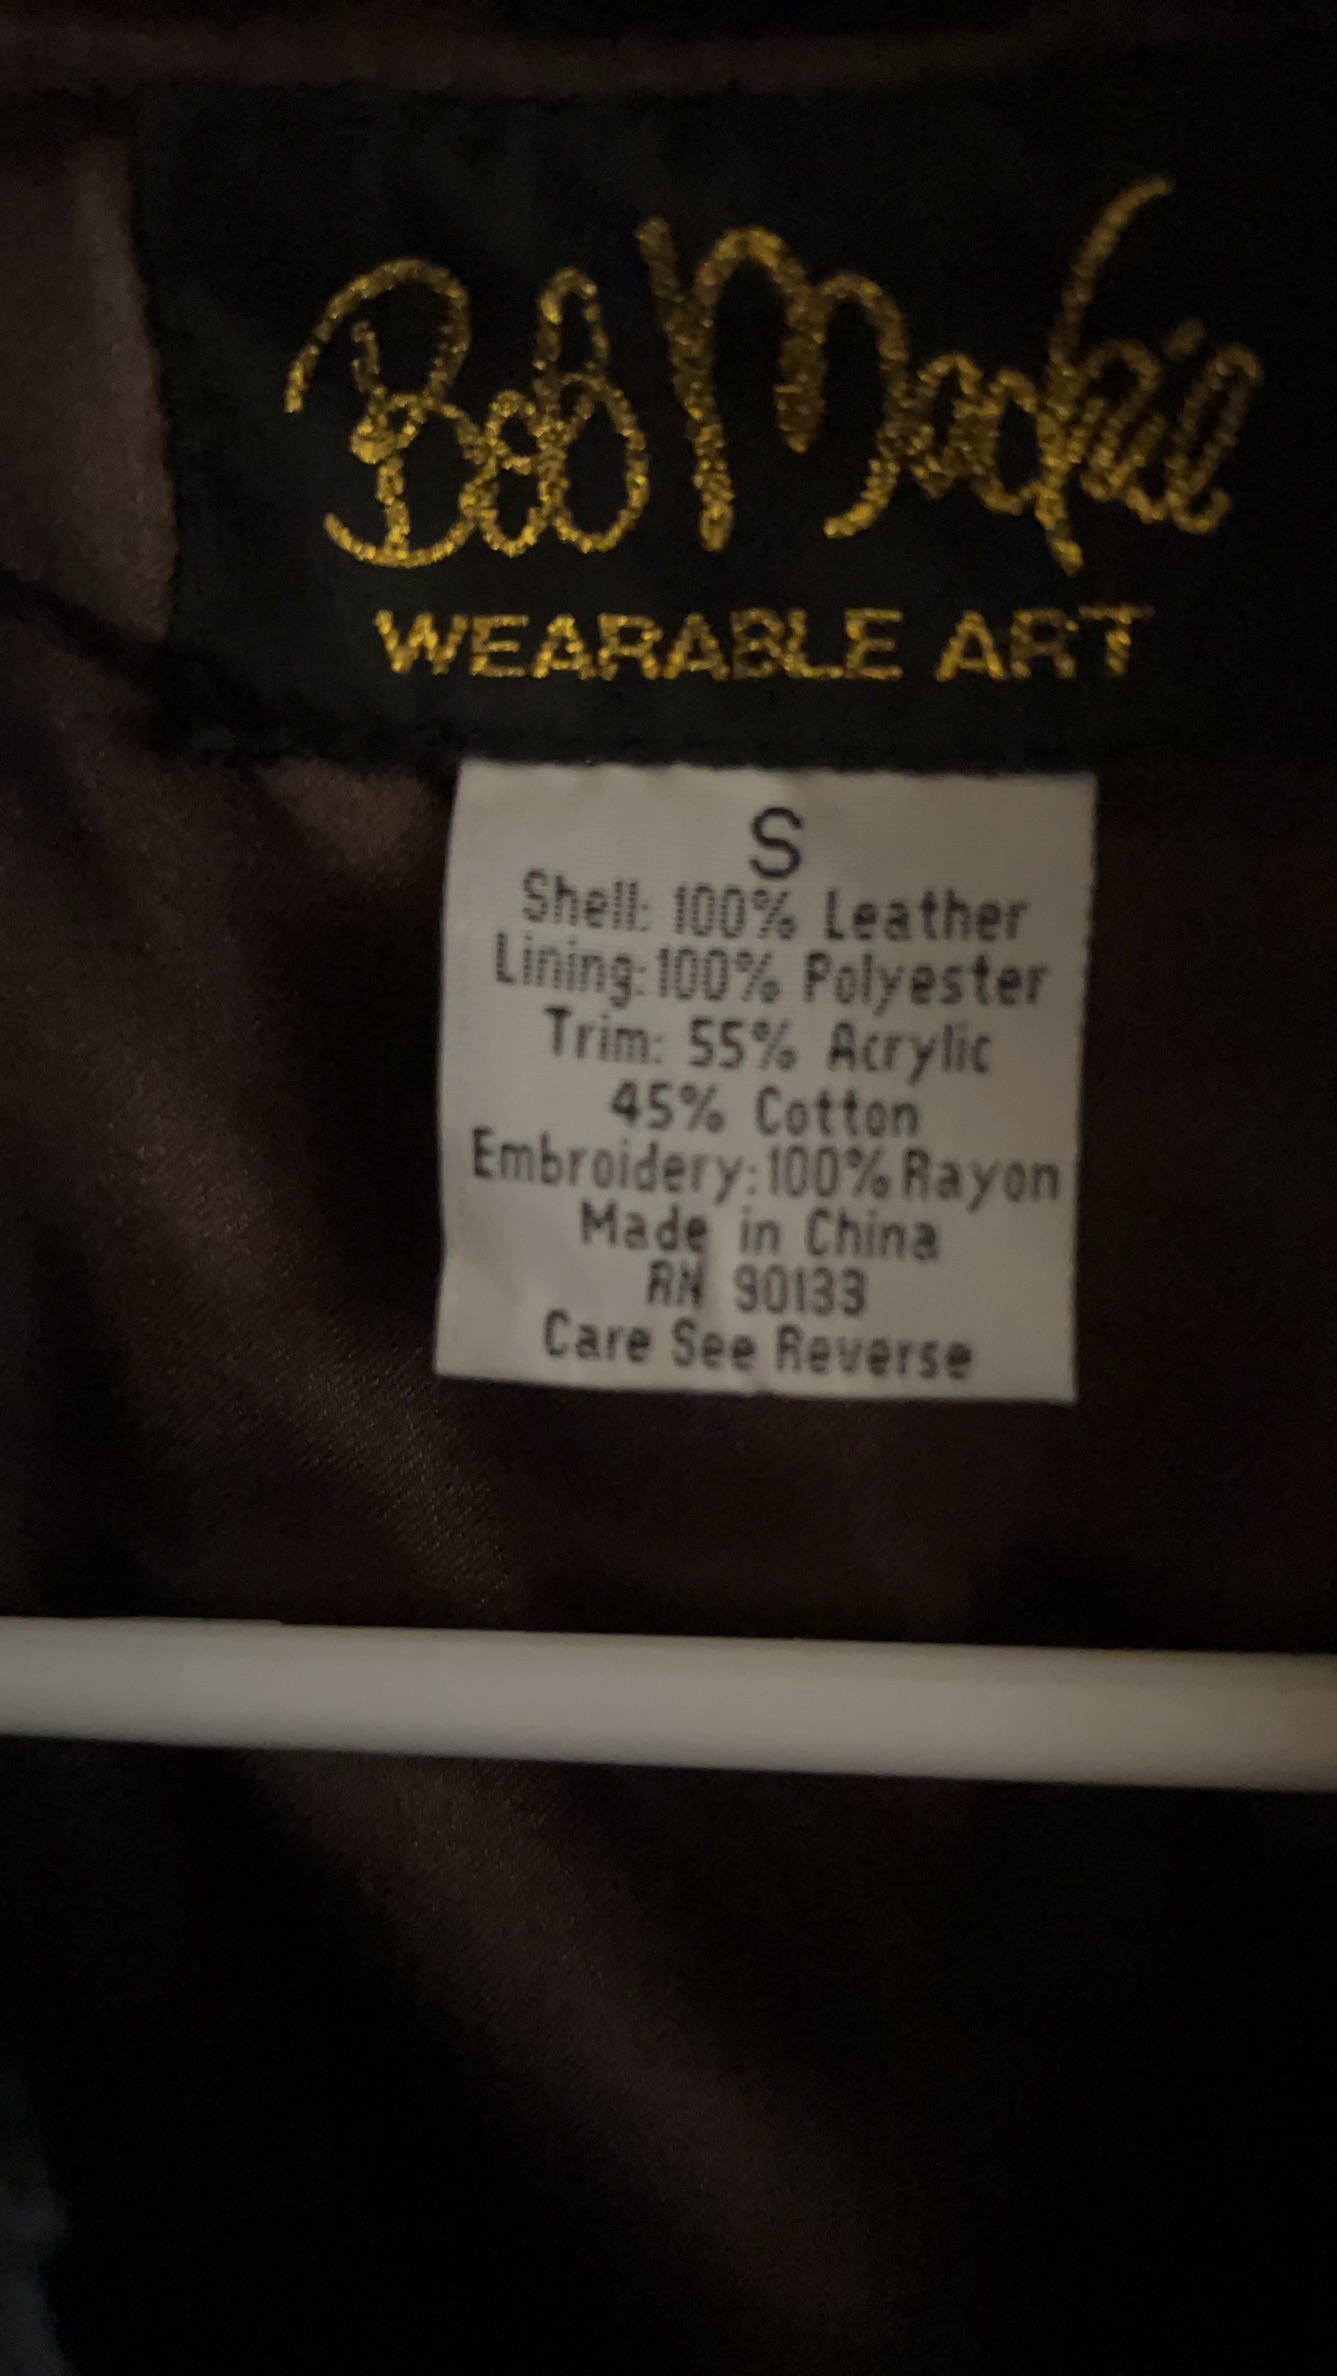 Bob Mackie
WEARABLE ART
S
Shell: 100% Leather
Lining: 100% Polyester
Trim: 55% Acrylic
45% Cotton
Embroidery: 100% Rayon
Made in China
RN 90133
Care See Reverse